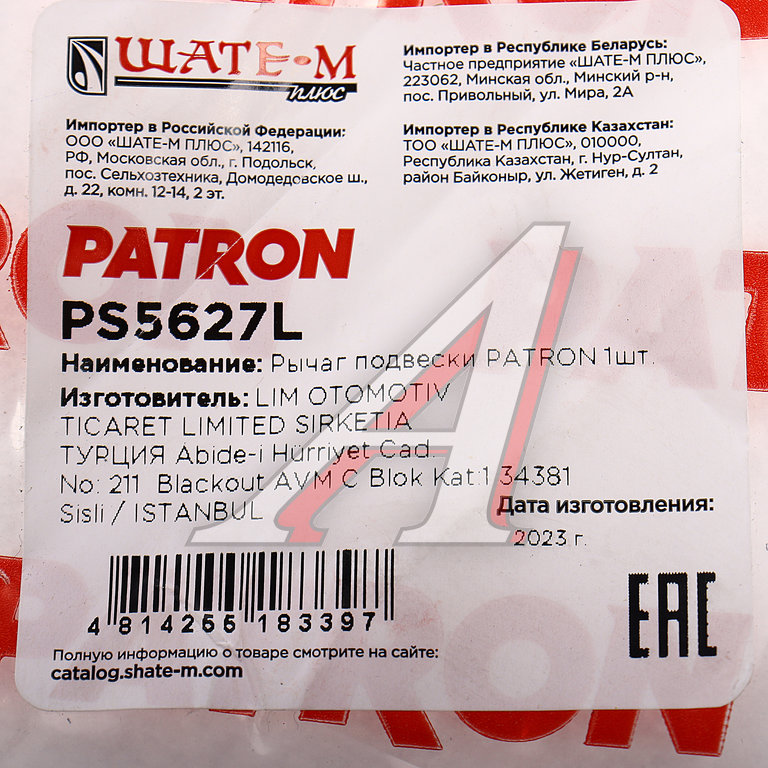 ШАТЕ-М
ПЛЮС
Импортер в Российской Федерации:
ООО «ШАТЕ-М ПЛЮС», 142116,
РФ, Московская обл., г. Подольск,
пос. Сельхозтехника, Домодедовское ш.,
д. 22, комн. 12-14, 2 эт.
Импортер в Республике Беларусь:
Частное предприятие «ШАТЕ-М ПЛЮС»,
223062, Минская обл., Минский р-н,
пос. Привольный, ул. Мира, 2А
Импортер в Республике Казахстан:
ТОО «ШАТЕ-М ПЛЮС», 010000,
Республика Казахстан, г. Нур-Султан,
район Байконыр, ул. Жетиген, д. 2
PATRON
PS5627L
Наименование: Рычаг подвески PATRON 1шт.
Изготовитель: LIM OTOMOTIV
TICARET LIMITED SIRKETIA
ТУРЦИЯ Abide-i Hürriyet Cad.
No: 211 Blackout AVM C Blok Kat:1 34381
Sisli / ISTANBUL
Дата изготовления:
2023 г.
4 814256 183397
EAC
Полную информацию о товаре смотрите на сайте:
catalog.shate-m.com